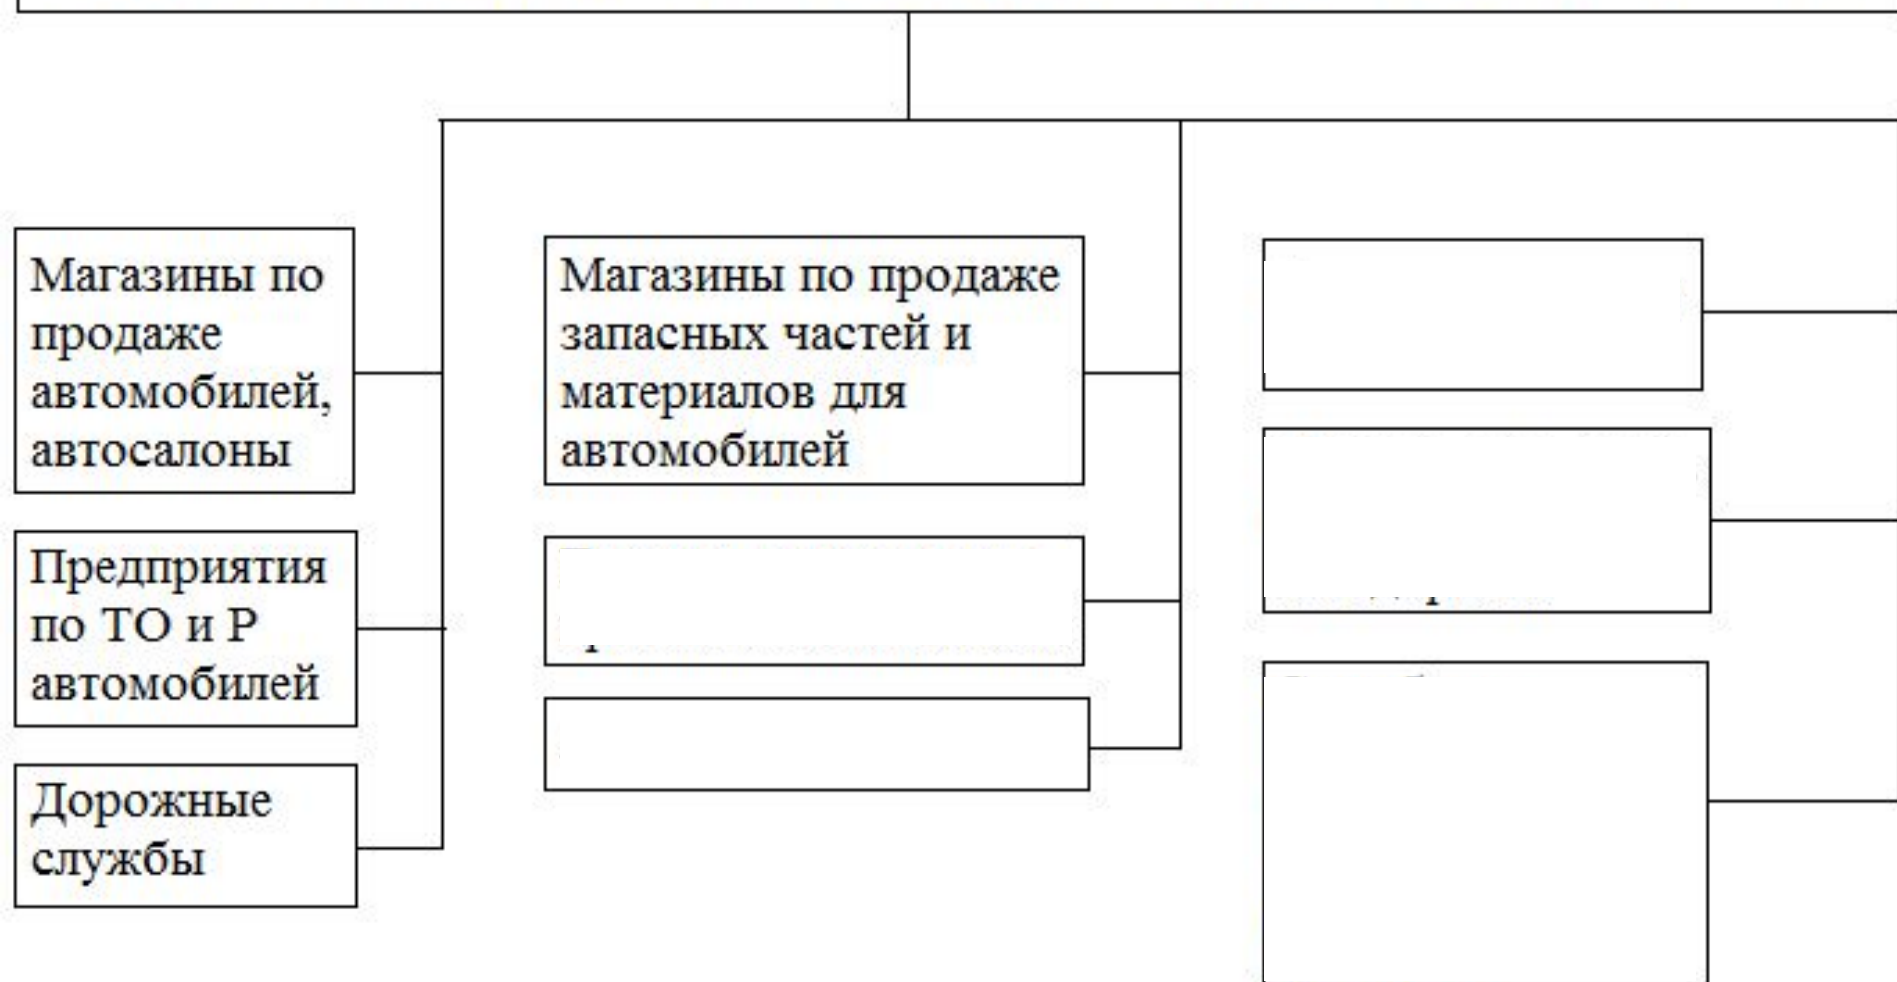 Магазины по
продаже
автомобилей,
автосалоны
Предприятия
по ТО и Р
автомобилей
Дорожные
службы
Магазины по продаже
запасных частей и
материалов для
автомобилей